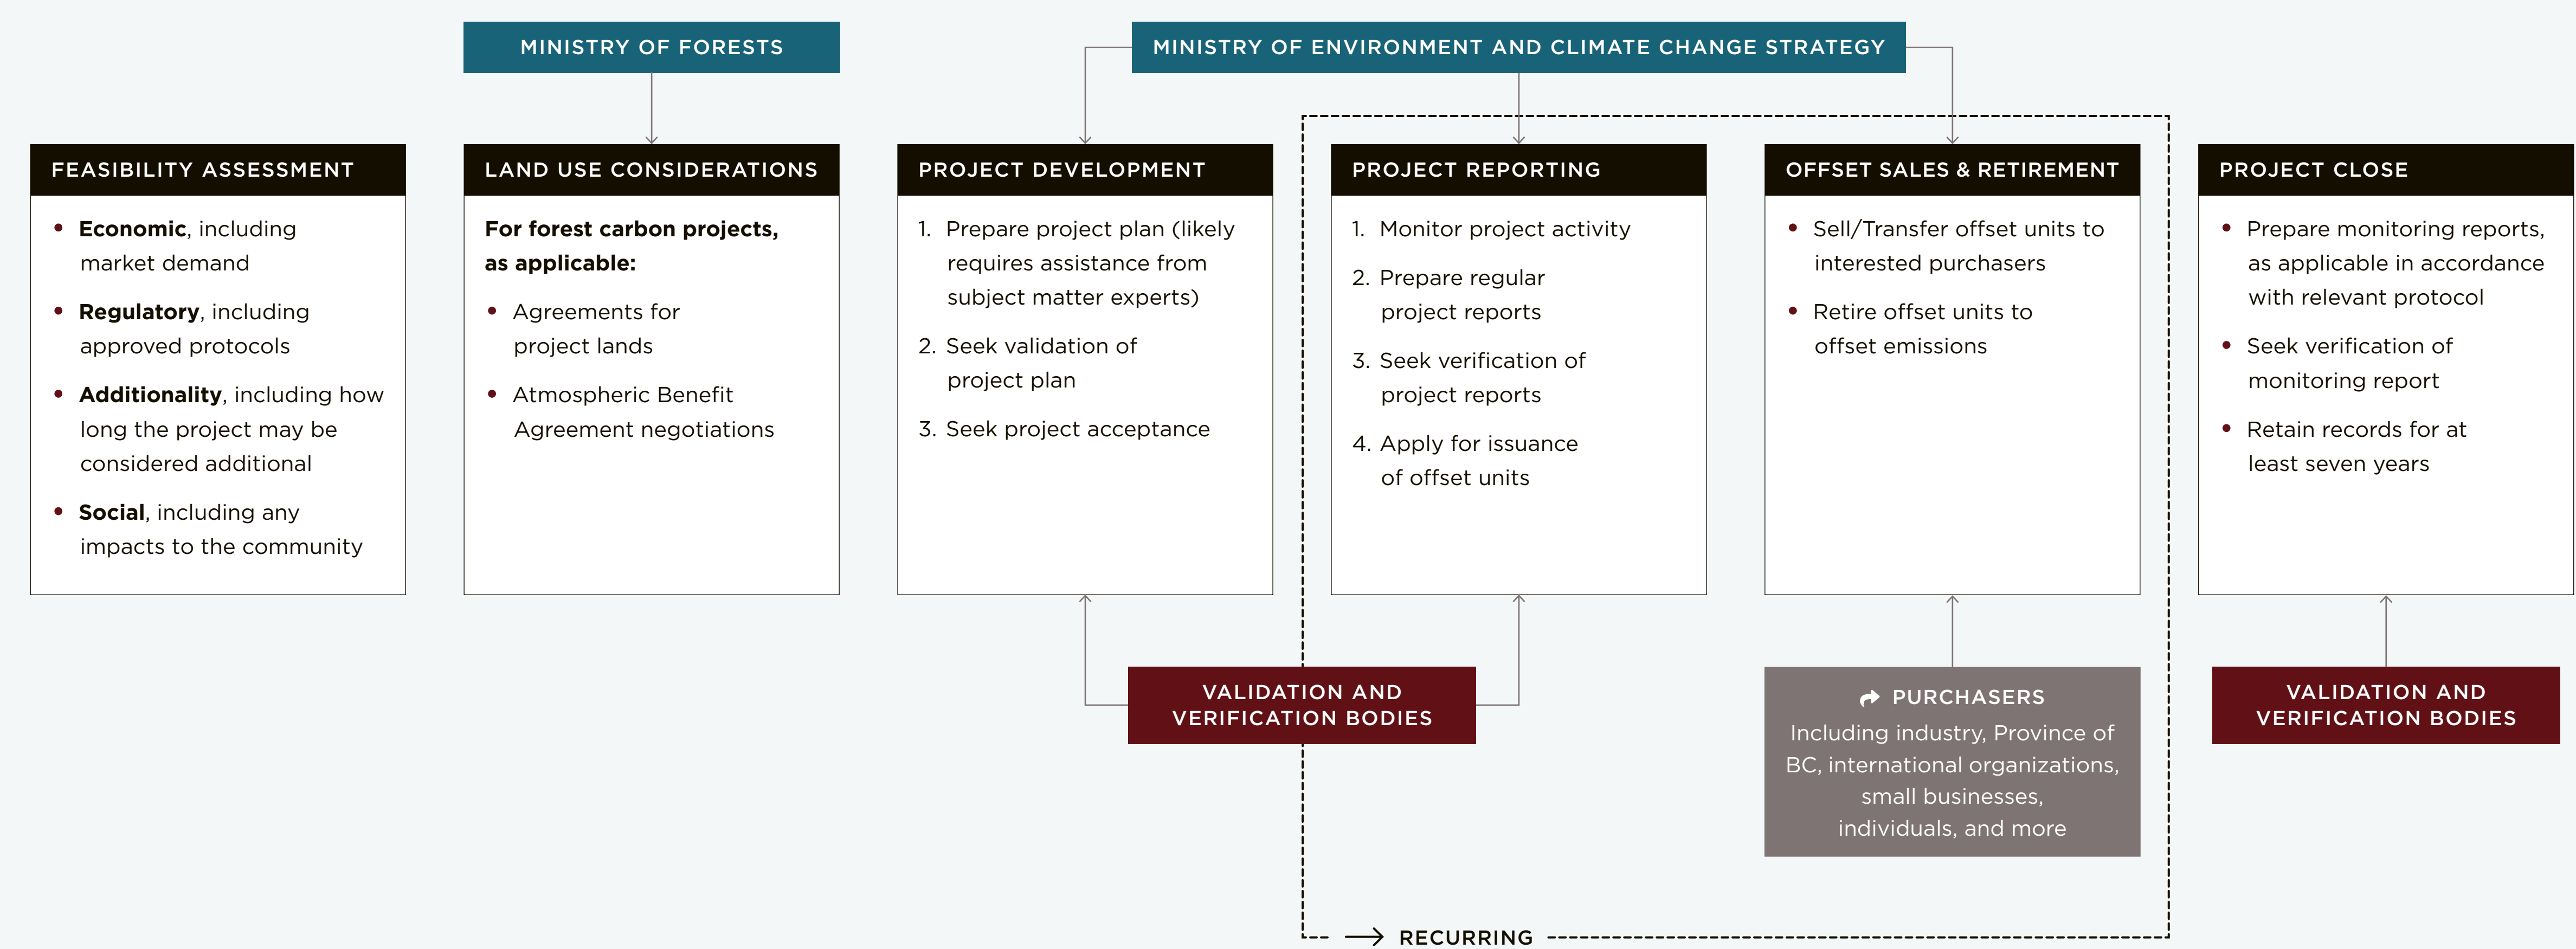 MINISTRY OF FORESTS
MINISTRY OF ENVIRONMENT AND CLIMATE CHANGE STRATEGY
FEASIBILITY ASSESSMENT
• Economic, including
market demand
• Regulatory, including
approved protocols
• Additionality, including how
long the project may be
considered additional
• Social, including any
impacts to the community
LAND USE CONSIDERATIONS
For forest carbon projects,
as applicable:
• Agreements for
project lands
• Atmospheric Benefit
Agreement negotiations
PROJECT DEVELOPMENT
1. Prepare project plan (likely
requires assistance from
subject matter experts)
2. Seek validation of
project plan
3. Seek project acceptance
PROJECT REPORTING
1. Monitor project activity
2. Prepare regular
project reports
3. Seek verification of
project reports
4. Apply for issuance
of offset units
OFFSET SALES & RETIREMENT
• Sell/Transfer offset units to
interested purchasers
• Retire offset units to
offset emissions
PROJECT CLOSE
• Prepare monitoring reports,
as applicable in accordance
with relevant protocol
• Seek verification of
monitoring report
• Retain records for at
least seven years
VALIDATION AND
VERIFICATION BODIES
PURCHASERS
Including industry, Province of
BC, international organizations,
small businesses,
individuals, and more
VALIDATION AND
VERIFICATION BODIES
RECURRING